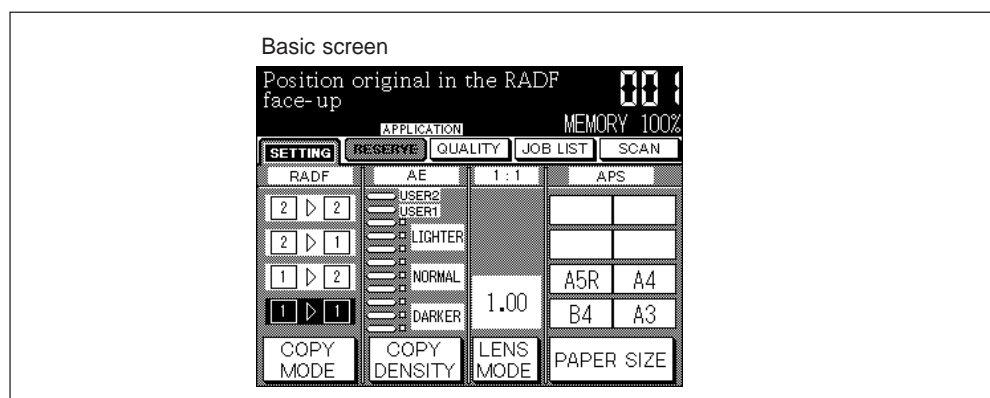 Basic screen
Position original in the RADF
face-up
001
MEMORY 100%
APPLICATION
SETTING RESERVE QUALITY JOB LIST SCAN
RADF AE 1:1 APS
2 ▷ 2
USER2
USER1
2 ▷ 1
LIGHTER
1 ▷ 2
NORMAL
A5R A4
1 ▷ 1
DARKER
1.00
B4 A3
COPY MODE
COPY DENSITY
LENS MODE
PAPER SIZE